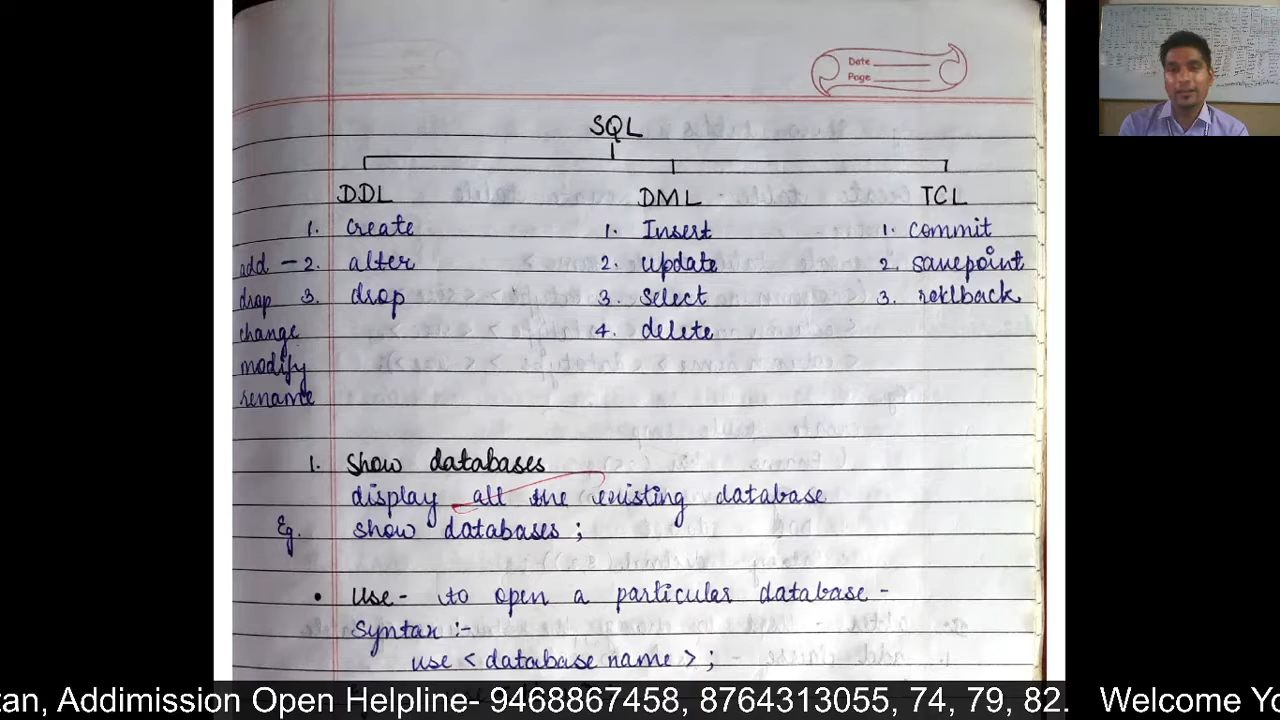 Date
Page
SQL
DDL DML TCL
1. create 1. Insert 1. commit
add - 2. alter 2. update 2. savepoint
drop 3. drop 3. select 3. rollback
change 4. delete
modify
rename
1. Show databases
display all the existing database
Eg. show databases ;
• Use - to open a particular database -
Syntax :-
use < database name > ;
tan, Addimission Open Helpline- 9468867458, 8764313055, 74, 79, 82. Welcome Yo